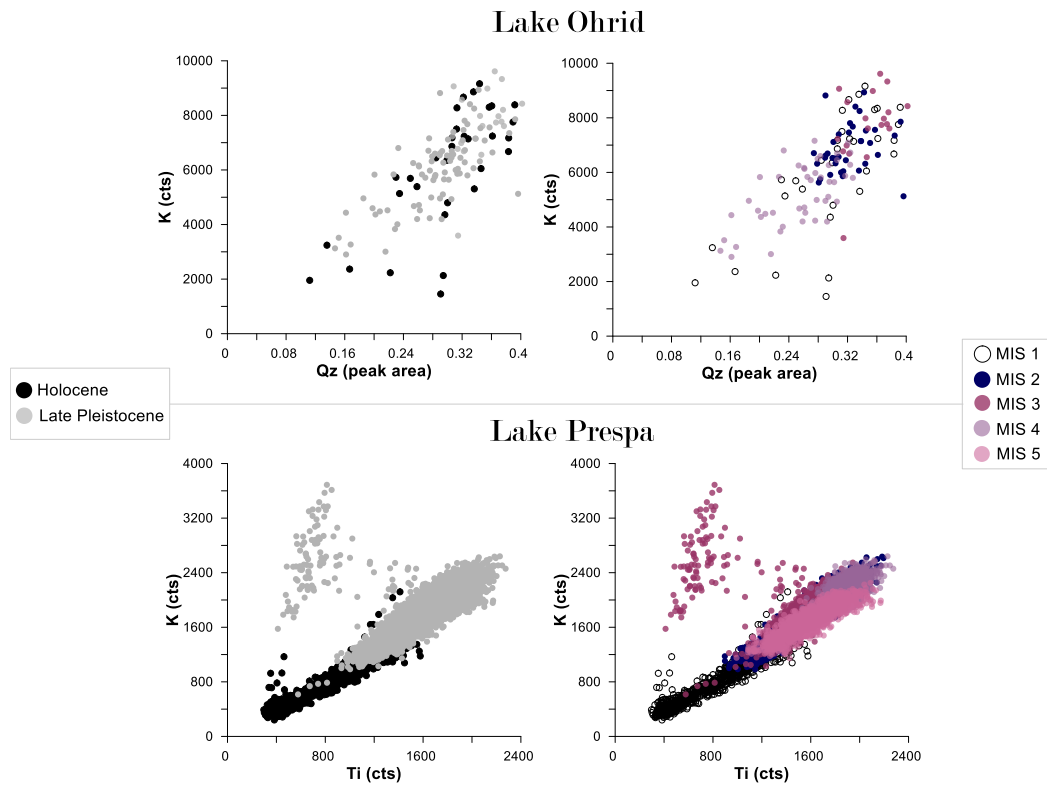 Lake Ohrid
10000
8000
6000
4000
2000
0
K (cts)
0 0.08 0.16 0.24 0.32 0.4
Qz (peak area)
10000
8000
6000
4000
2000
0
K (cts)
0 0.08 0.16 0.24 0.32 0.4
Qz (peak area)
Holocene
Late Pleistocene
MIS 1
MIS 2
MIS 3
MIS 4
MIS 5
Lake Prespa
4000
3200
2400
1600
800
0
K (cts)
0 800 1600 2400
Ti (cts)
4000
3200
2400
1600
800
0
K (cts)
0 800 1600 2400
Ti (cts)